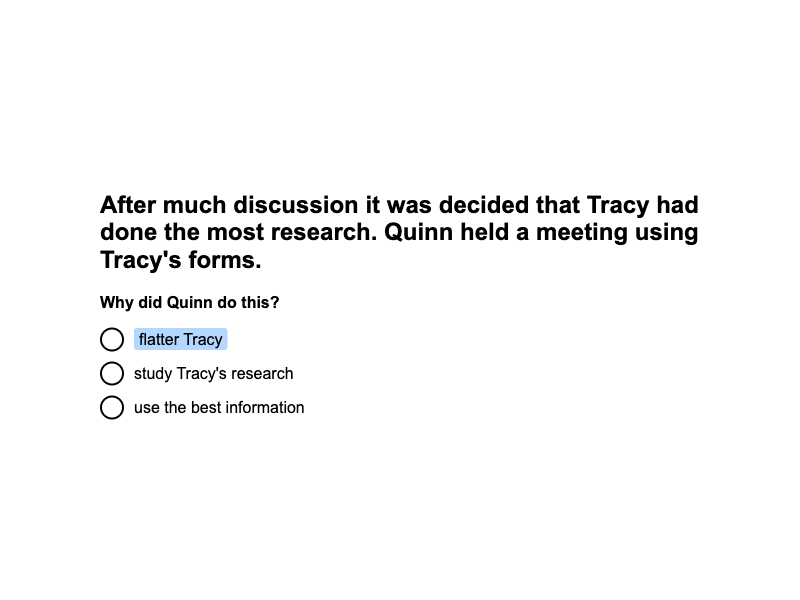 After much discussion it was decided that Tracy had
done the most research. Quinn held a meeting using
Tracy's forms.
Why did Quinn do this?
flatter Tracy
study Tracy's research
use the best information